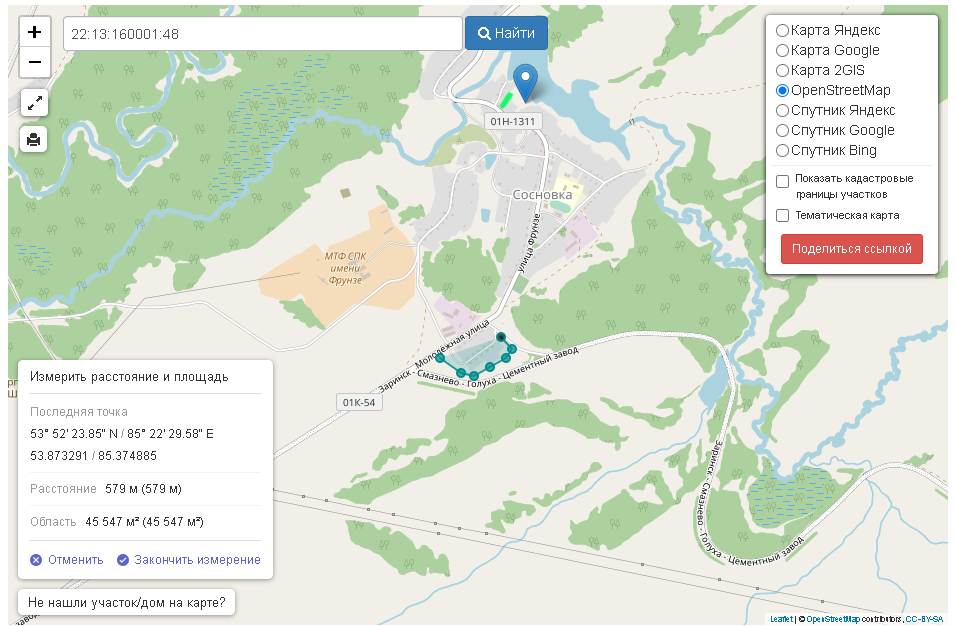 +
−
22:13:160001:48
Найти
Карта Яндекс
Карта Google
Карта 2GIS
OpenStreetMap
Спутник Яндекс
Спутник Google
Спутник Bing
Показать кадастровые
границы участков
Тематическая карта
Поделиться ссылкой
01Н-1311
Сосновка
улица Фрунзе
МТФ СПК
имени
Фрунзе
Молодёжная улица
Заринск - Смазнево - Голуха - Цементный завод
01К-54
Заринск - Смазнево - Голуха - Цементный завод
Измерить расстояние и площадь
Последняя точка
53° 52' 23.85" N / 85° 22' 29.58" E
53.873291 / 85.374885
Расстояние 579 м (579 м)
Область 45 547 м² (45 547 м²)
Отменить Закончить измерение
Не нашли участок/дом на карте?
Leaflet | © OpenStreetMap contributors, CC-BY-SA